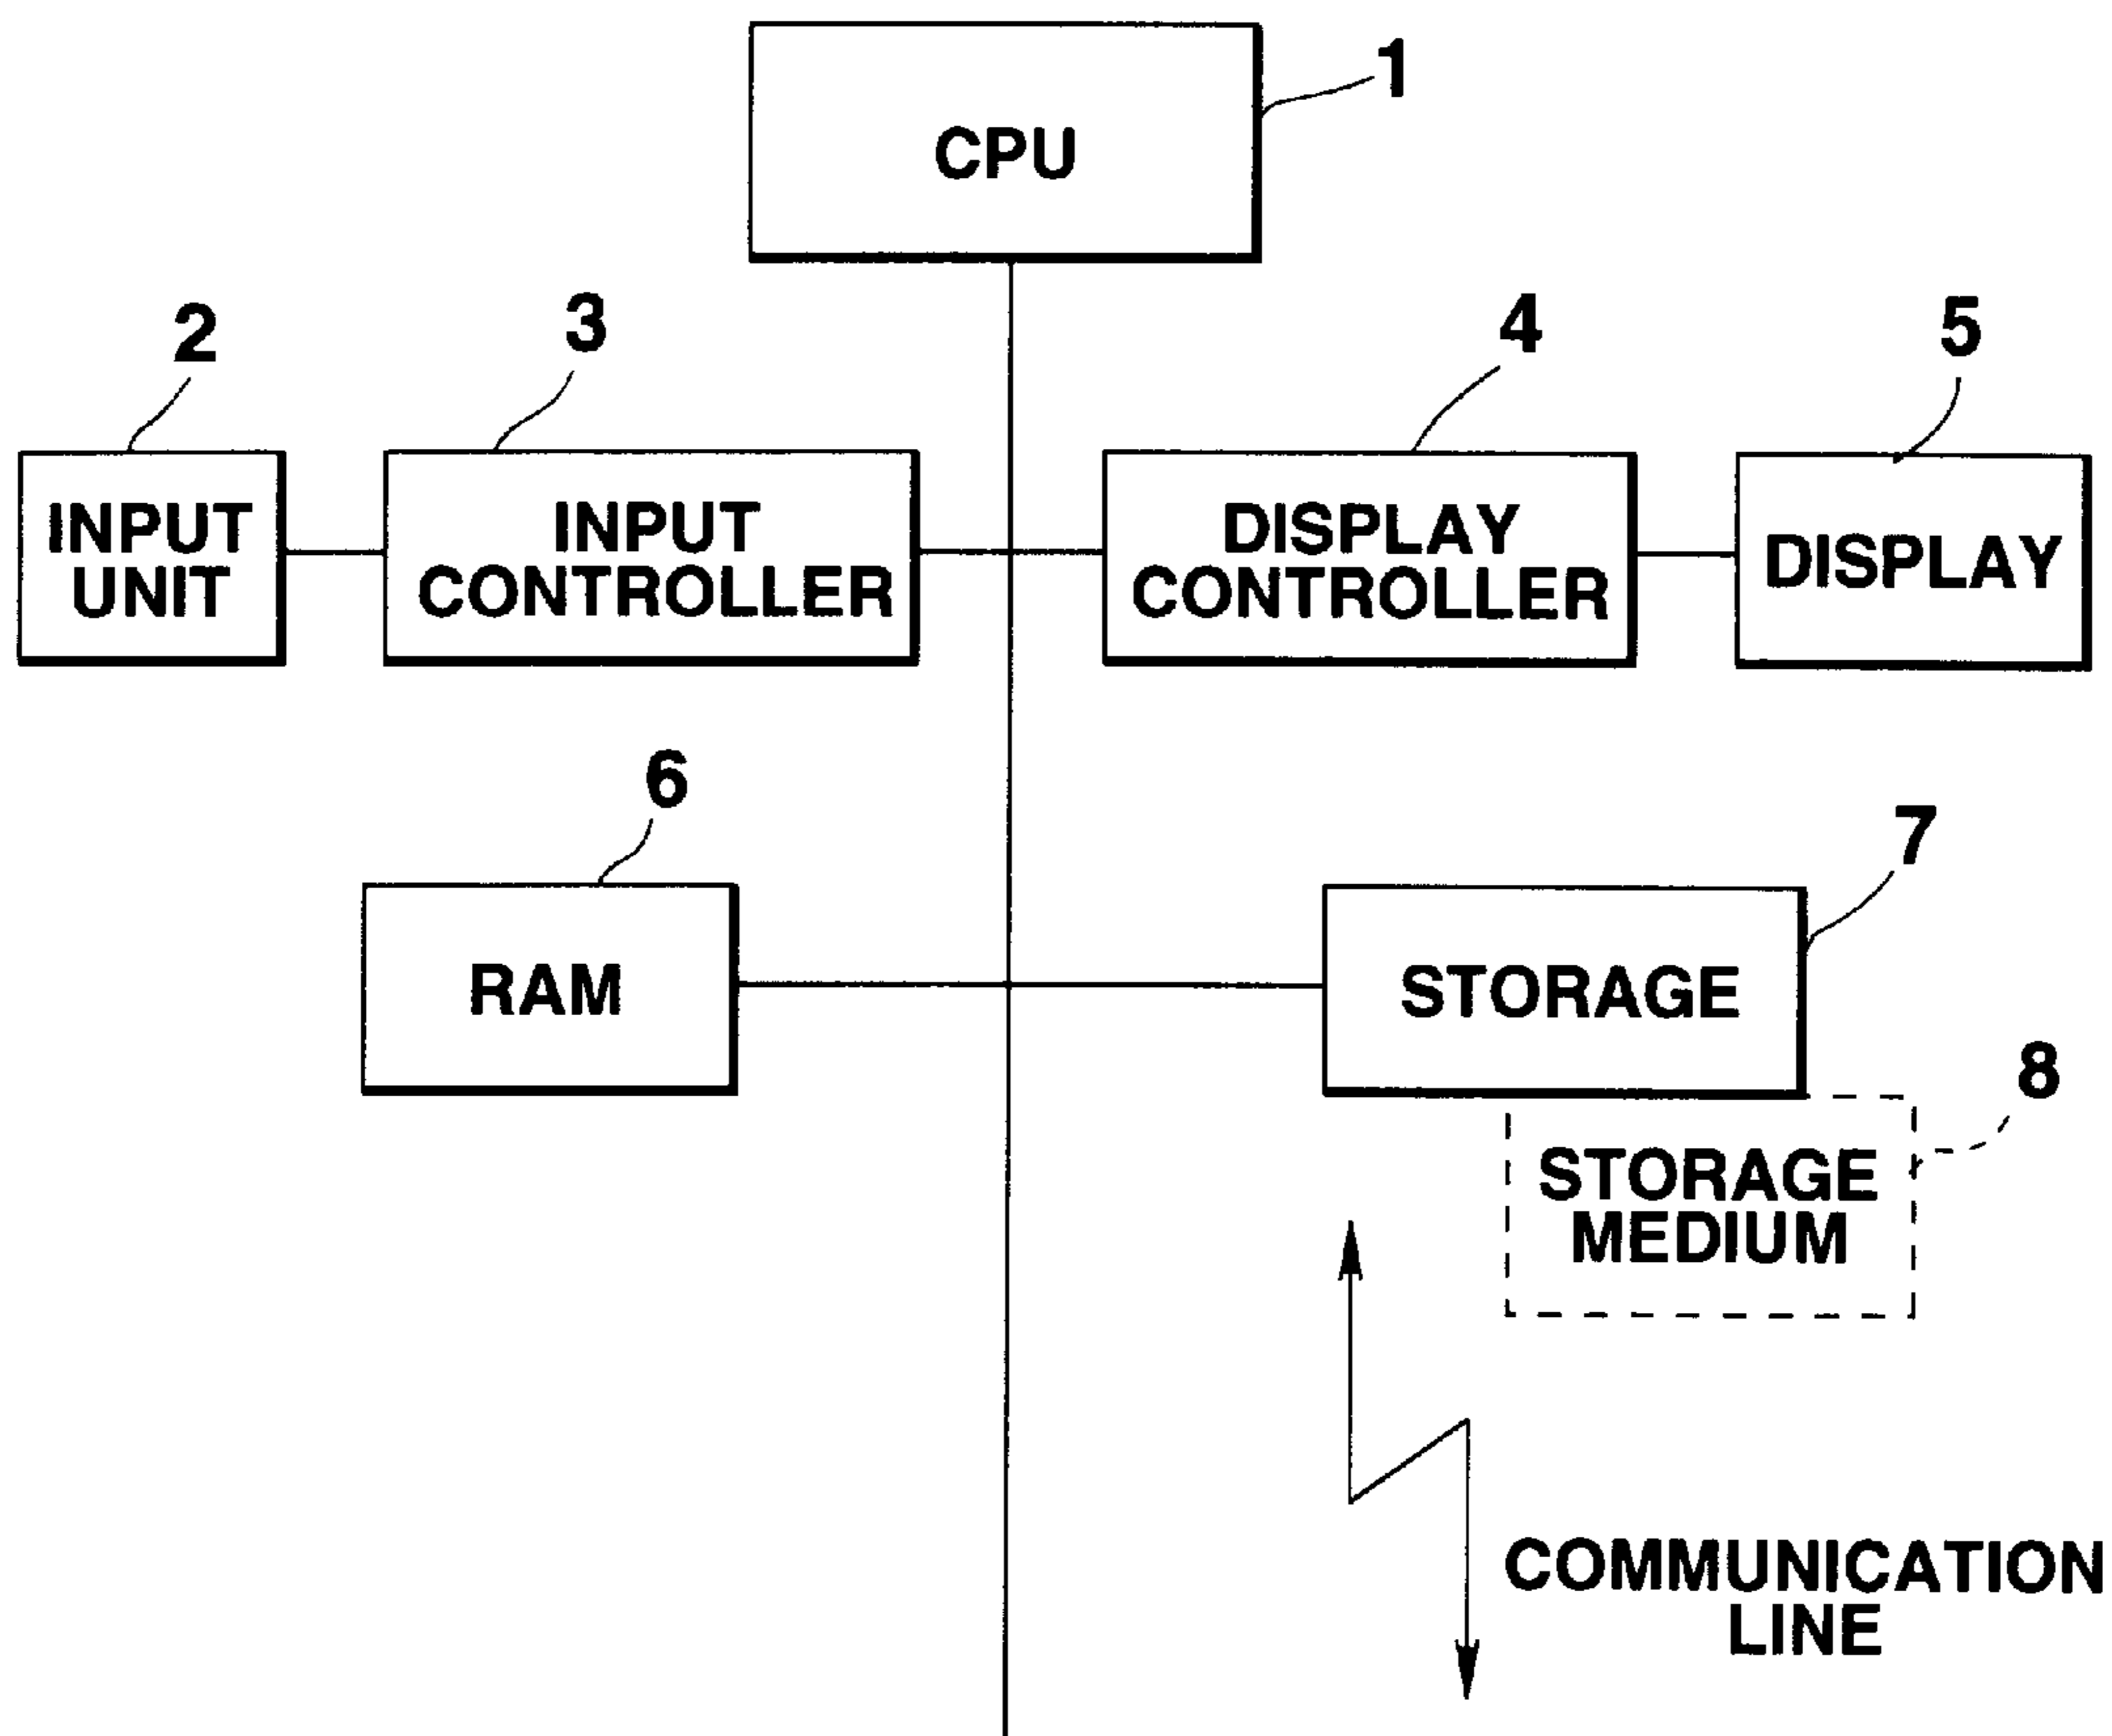 1
CPU
2
3
4
5
INPUT
UNIT
INPUT
CONTROLLER
DISPLAY
CONTROLLER
DISPLAY
6
7
RAM
STORAGE
8
STORAGE
MEDIUM
COMMUNICATION
LINE